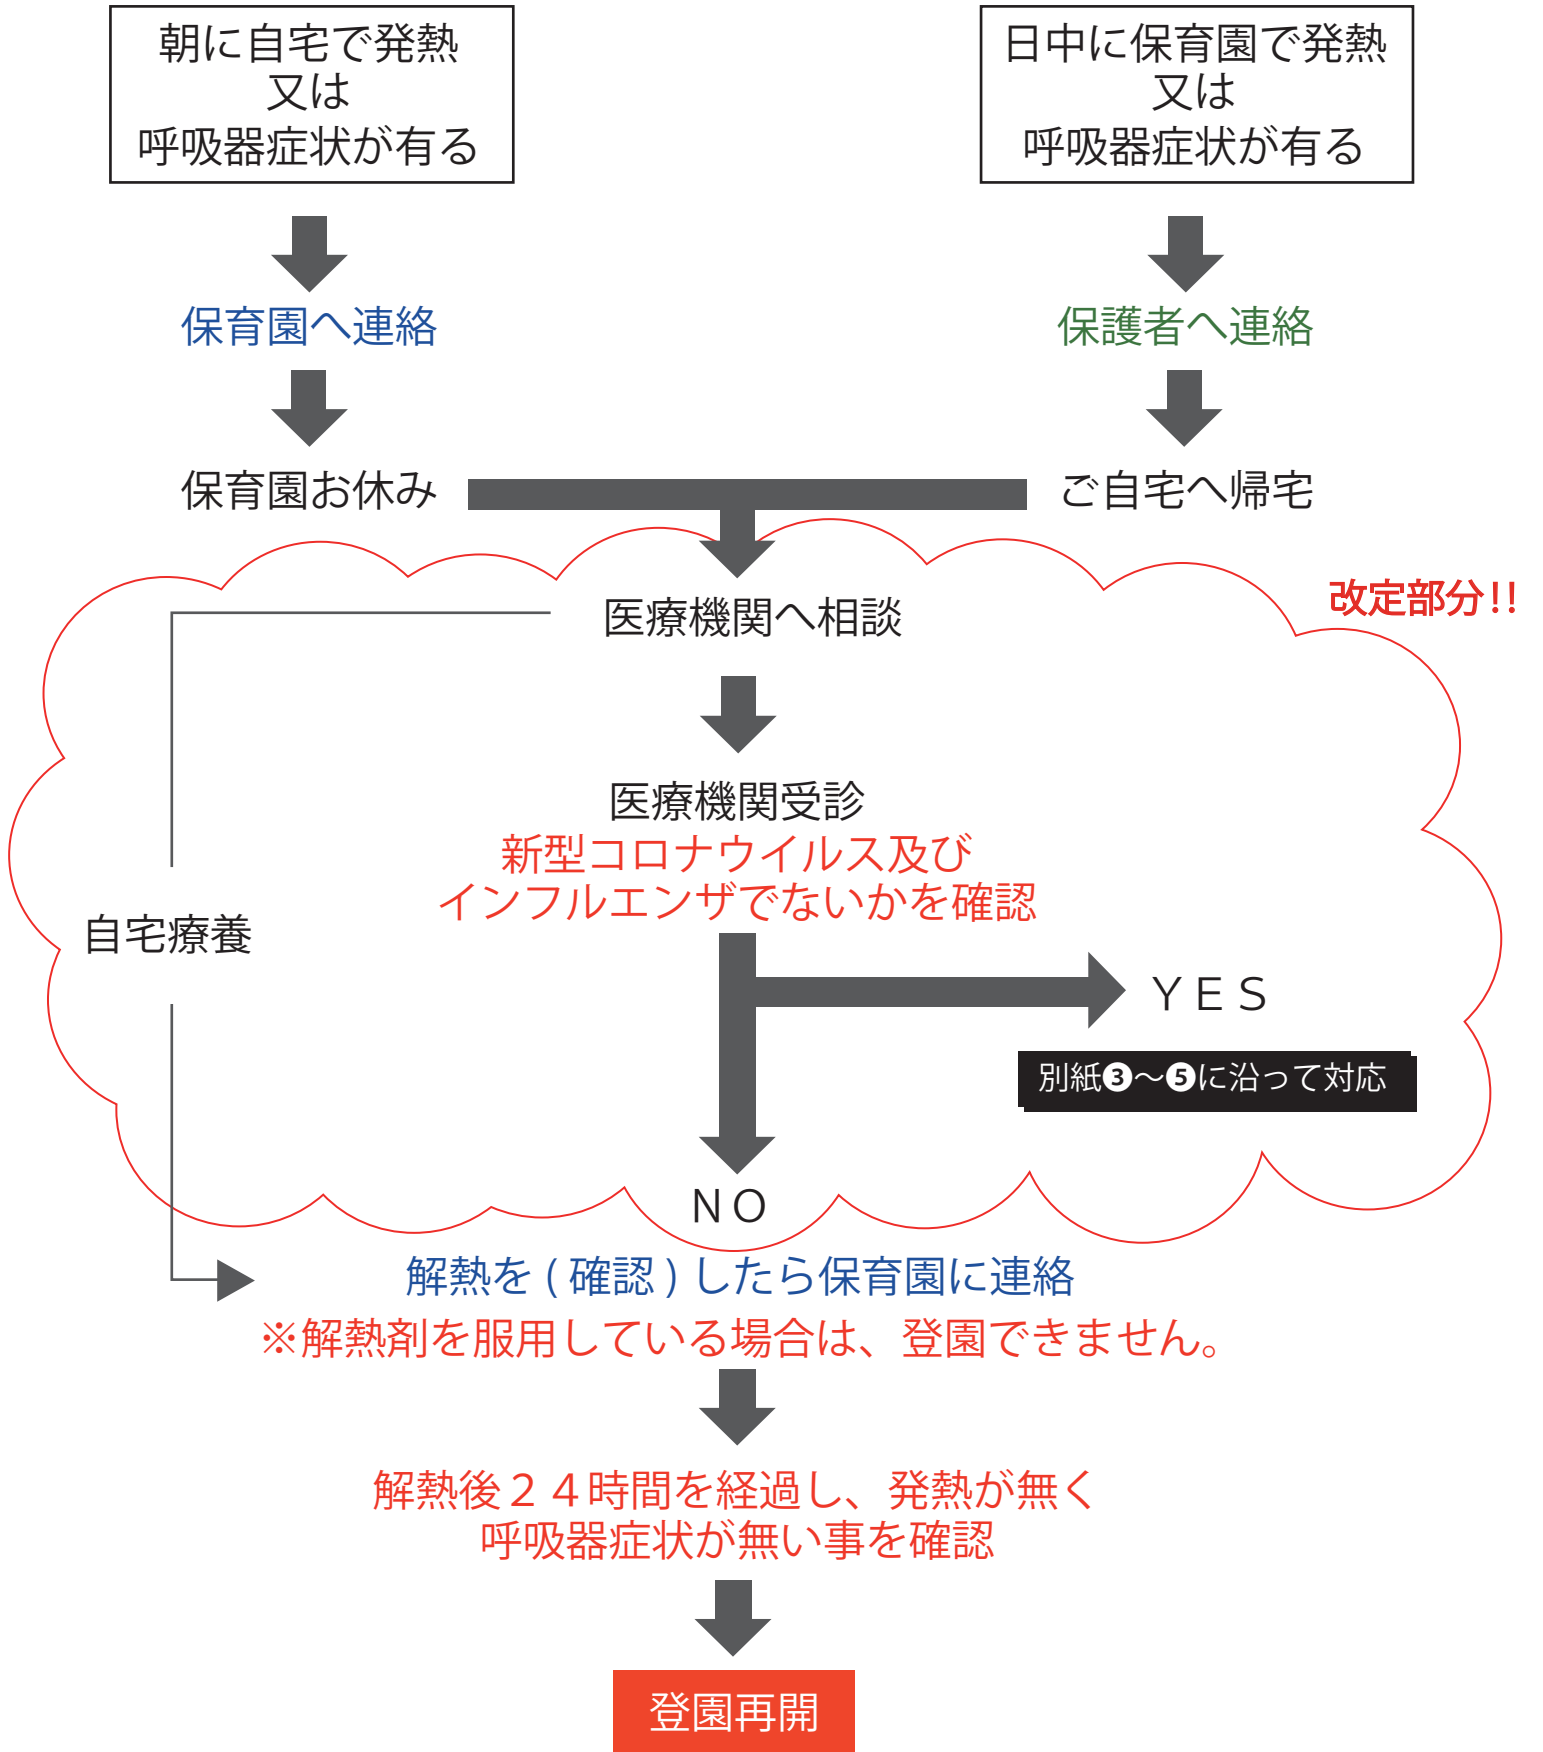 朝に自宅で発熱
又は
呼吸器症状が有る
日中に保育園で発熱
又は
呼吸器症状が有る
保育園へ連絡
保護者へ連絡
保育園お休み
ご自宅へ帰宅
改定部分!!
医療機関へ相談
医療機関受診
新型コロナウイルス及び
インフルエンザでないかを確認
自宅療養
ＹＥＳ
別紙❸～❺に沿って対応
ＮＯ
解熱を(確認)したら保育園に連絡
※解熱剤を服用している場合は、登園できません。
解熱後２４時間を経過し、発熱が無く
呼吸器症状が無い事を確認
登園再開